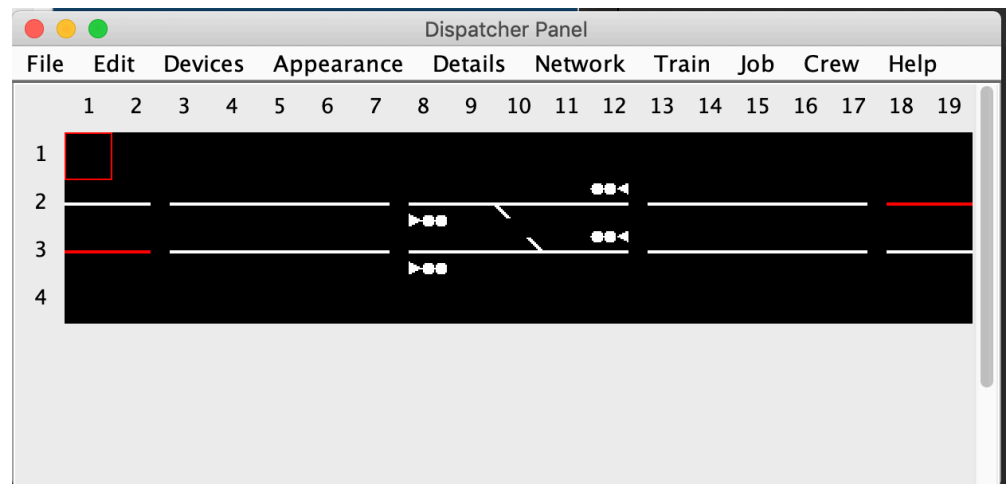 Dispatcher Panel
File Edit Devices Appearance Details Network Train Job Crew Help
1 2 3 4 5 6 7 8 9 10 11 12 13 14 15 16 17 18 19
1
2
3
4